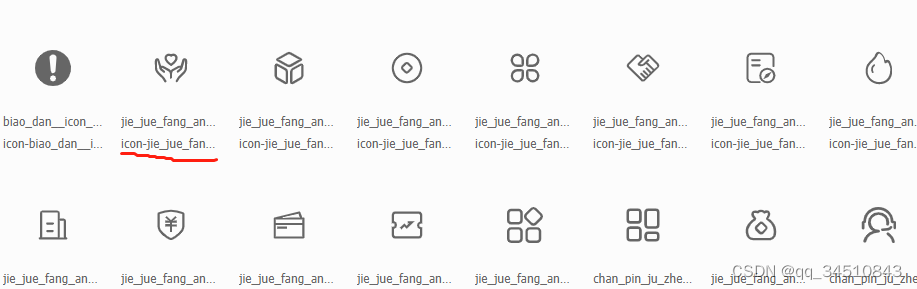 biao_dan__icon_... jie_jue_fang_an... jie_jue_fang_an... jie_jue_fang_an... jie_jue_fang_an... jie_jue_fang_an... jie_jue_fang_an... jie_jue_fang_an
icon-biao_dan__i... icon-jie_jue_fan... icon-jie_jue_fan... icon-jie_jue_fan... icon-jie_jue_fan... icon-jie_jue_fan... icon-jie_jue_fan... icon-jie_jue_fan
jie_jue_fang_an... jie_jue_fang_an... jie_jue_fang_an... jie_jue_fang_an... jie_jue_fang_an... chan_pin_ju_zhe... jie_jue_fang_an... chan_pin_ju_zhe
CSDN @qq_34510843